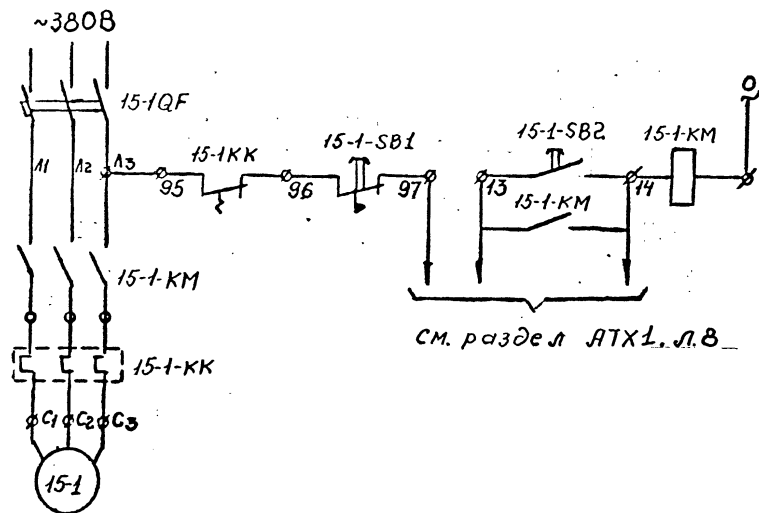 ~380В
0
15-1QF
Л1
Л2
Л3
95
15-1КК
96
15-1-SB1
97
13
15-1-SB2
15-1-КМ
14
15-1-КМ
15-1-КМ
см. раздел АТХ1. л.8
15-1-КК
С1
С2
С3
15-1